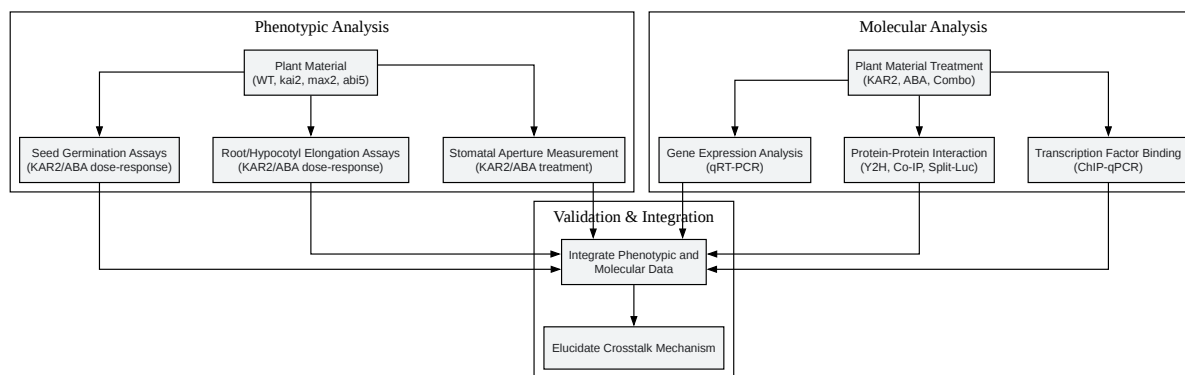 Phenotypic Analysis
Plant Material
(WT, kai2, max2, abi5)
Seed Germination Assays
(KAR2/ABA dose-response)
Root/Hypocotyl Elongation Assays
(KAR2/ABA dose-response)
Stomatal Aperture Measurement
(KAR2/ABA treatment)
Molecular Analysis
Plant Material Treatment
(KAR2, ABA, Combo)
Gene Expression Analysis
(qRT-PCR)
Protein-Protein Interaction
(Y2H, Co-IP, Split-Luc)
Transcription Factor Binding
(ChIP-qPCR)
Validation & Integration
Integrate Phenotypic and
Molecular Data
Elucidate Crosstalk Mechanism